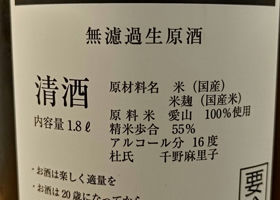 無濾過生原酒
清酒
内容量 1.8ℓ
原材料名 米(国産)
米麹(国産米)
原料米 愛山 100%使用
精米歩合 55%
アルコール分 16度
杜氏 千野麻里子
・お酒は楽しく適量を
・お酒は20歳になってから
要